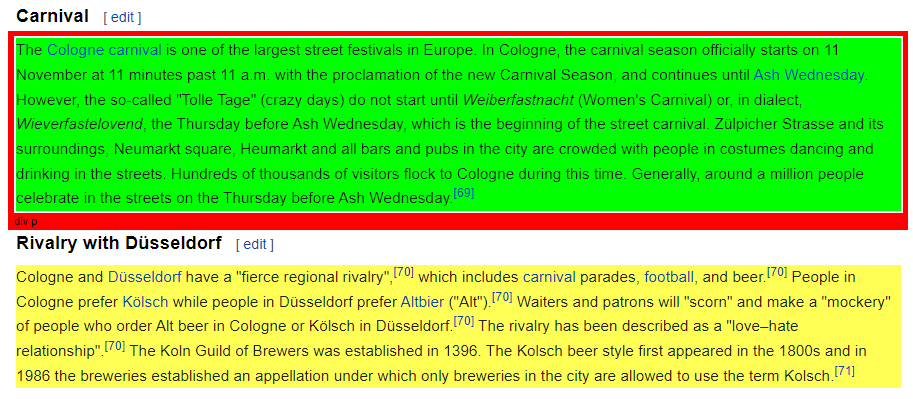 Carnival [ edit ]
The Cologne carnival is one of the largest street festivals in Europe. In Cologne, the carnival season officially starts on 11
November at 11 minutes past 11 a.m. with the proclamation of the new Carnival Season, and continues until Ash Wednesday.
However, the so-called "Tolle Tage" (crazy days) do not start until Weiberfastnacht (Women's Carnival) or, in dialect,
Wieverfastelovend, the Thursday before Ash Wednesday, which is the beginning of the street carnival. Zülpicher Strasse and its
surroundings, Neumarkt square, Heumarkt and all bars and pubs in the city are crowded with people in costumes dancing and
drinking in the streets. Hundreds of thousands of visitors flock to Cologne during this time. Generally, around a million people
celebrate in the streets on the Thursday before Ash Wednesday.[69]
div p
Rivalry with Düsseldorf [ edit ]
Cologne and Düsseldorf have a "fierce regional rivalry",[70] which includes carnival parades, football, and beer.[70] People in
Cologne prefer Kölsch while people in Düsseldorf prefer Altbier ("Alt").[70] Waiters and patrons will "scorn" and make a "mockery"
of people who order Alt beer in Cologne or Kölsch in Düsseldorf.[70] The rivalry has been described as a "love–hate
relationship".[70] The Koln Guild of Brewers was established in 1396. The Kolsch beer style first appeared in the 1800s and in
1986 the breweries established an appellation under which only breweries in the city are allowed to use the term Kolsch.[71]